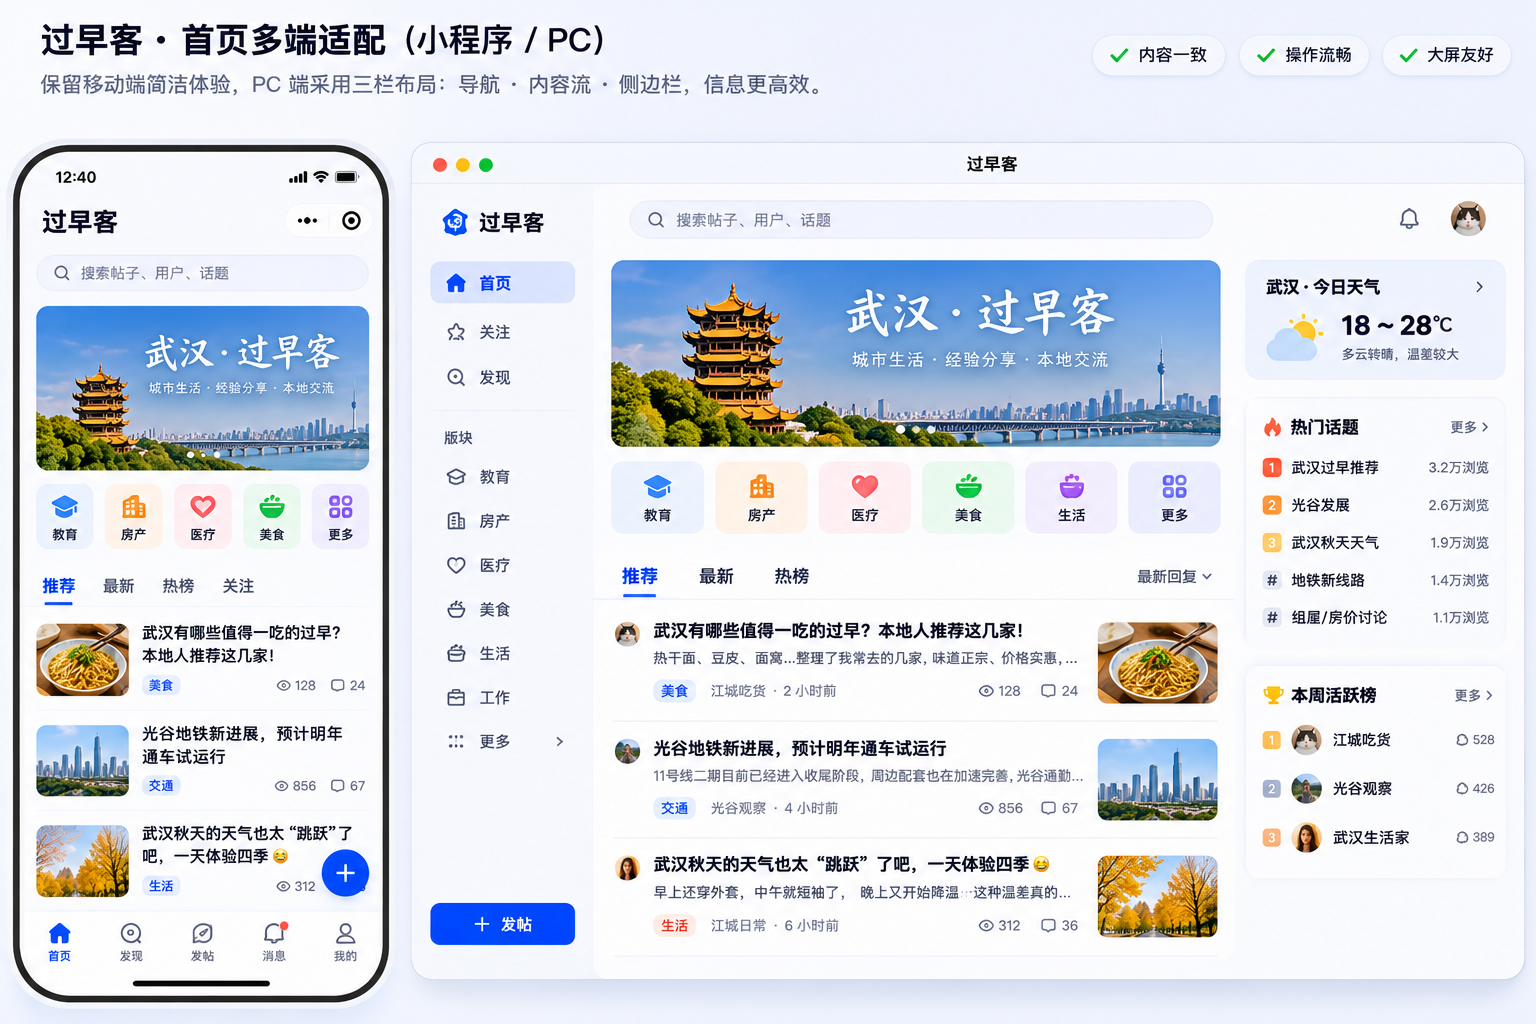 过早客 · 首页多端适配（小程序 / PC）
保留移动端简洁体验，PC 端采用三栏布局：导航 · 内容流 · 侧边栏，信息更高效。
内容一致
操作流畅
大屏友好
12:40
过早客
搜索帖子、用户、话题
武汉 · 过早客
城市生活 · 经验分享 · 本地交流
教育 房产 医疗 美食 更多
推荐 最新 热榜 关注
武汉有哪些值得一吃的过早？
本地人推荐这几家！
美食 128 24
光谷地铁新进展，预计明年
通车试运行
交通 856 67
武汉秋天的天气也太 “跳跃”了
吧，一天体验四季 😂
生活 312
+
首页 发现 发帖 消息 我的
过早客
过早客
首页
关注
发现
版块
教育
房产
医疗
美食
生活
工作
更多
+ 发帖
搜索帖子、用户、话题
武汉 · 过早客
城市生活 · 经验分享 · 本地交流
教育 房产 医疗 美食 生活 更多
推荐 最新 热榜 最新回复
武汉有哪些值得一吃的过早？本地人推荐这几家！
热干面、豆皮、面窝...整理了我常去的几家，味道正宗、价格实惠，...
美食 江城吃货 · 2 小时前 128 24
光谷地铁新进展，预计明年通车试运行
11号线二期目前已经进入收尾阶段，周边配套也在加速完善，光谷通勤...
交通 光谷观察 · 4 小时前 856 67
武汉秋天的天气也太 “跳跃” 了吧，一天体验四季 😂
早上还穿外套，中午就短袖了， 晚上又开始降温···这种温差真的...
生活 江城日常 · 6 小时前 312 36
武汉 · 今日天气
18 ~ 28℃
多云转晴，温差较大
热门话题 更多
1 武汉过早推荐 3.2万浏览
2 光谷发展 2.6万浏览
3 武汉秋天天气 1.9万浏览
# 地铁新线路 1.4万浏览
# 组屋/房价讨论 1.1万浏览
本周活跃榜 更多
1 江城吃货 528
2 光谷观察 426
3 武汉生活家 389